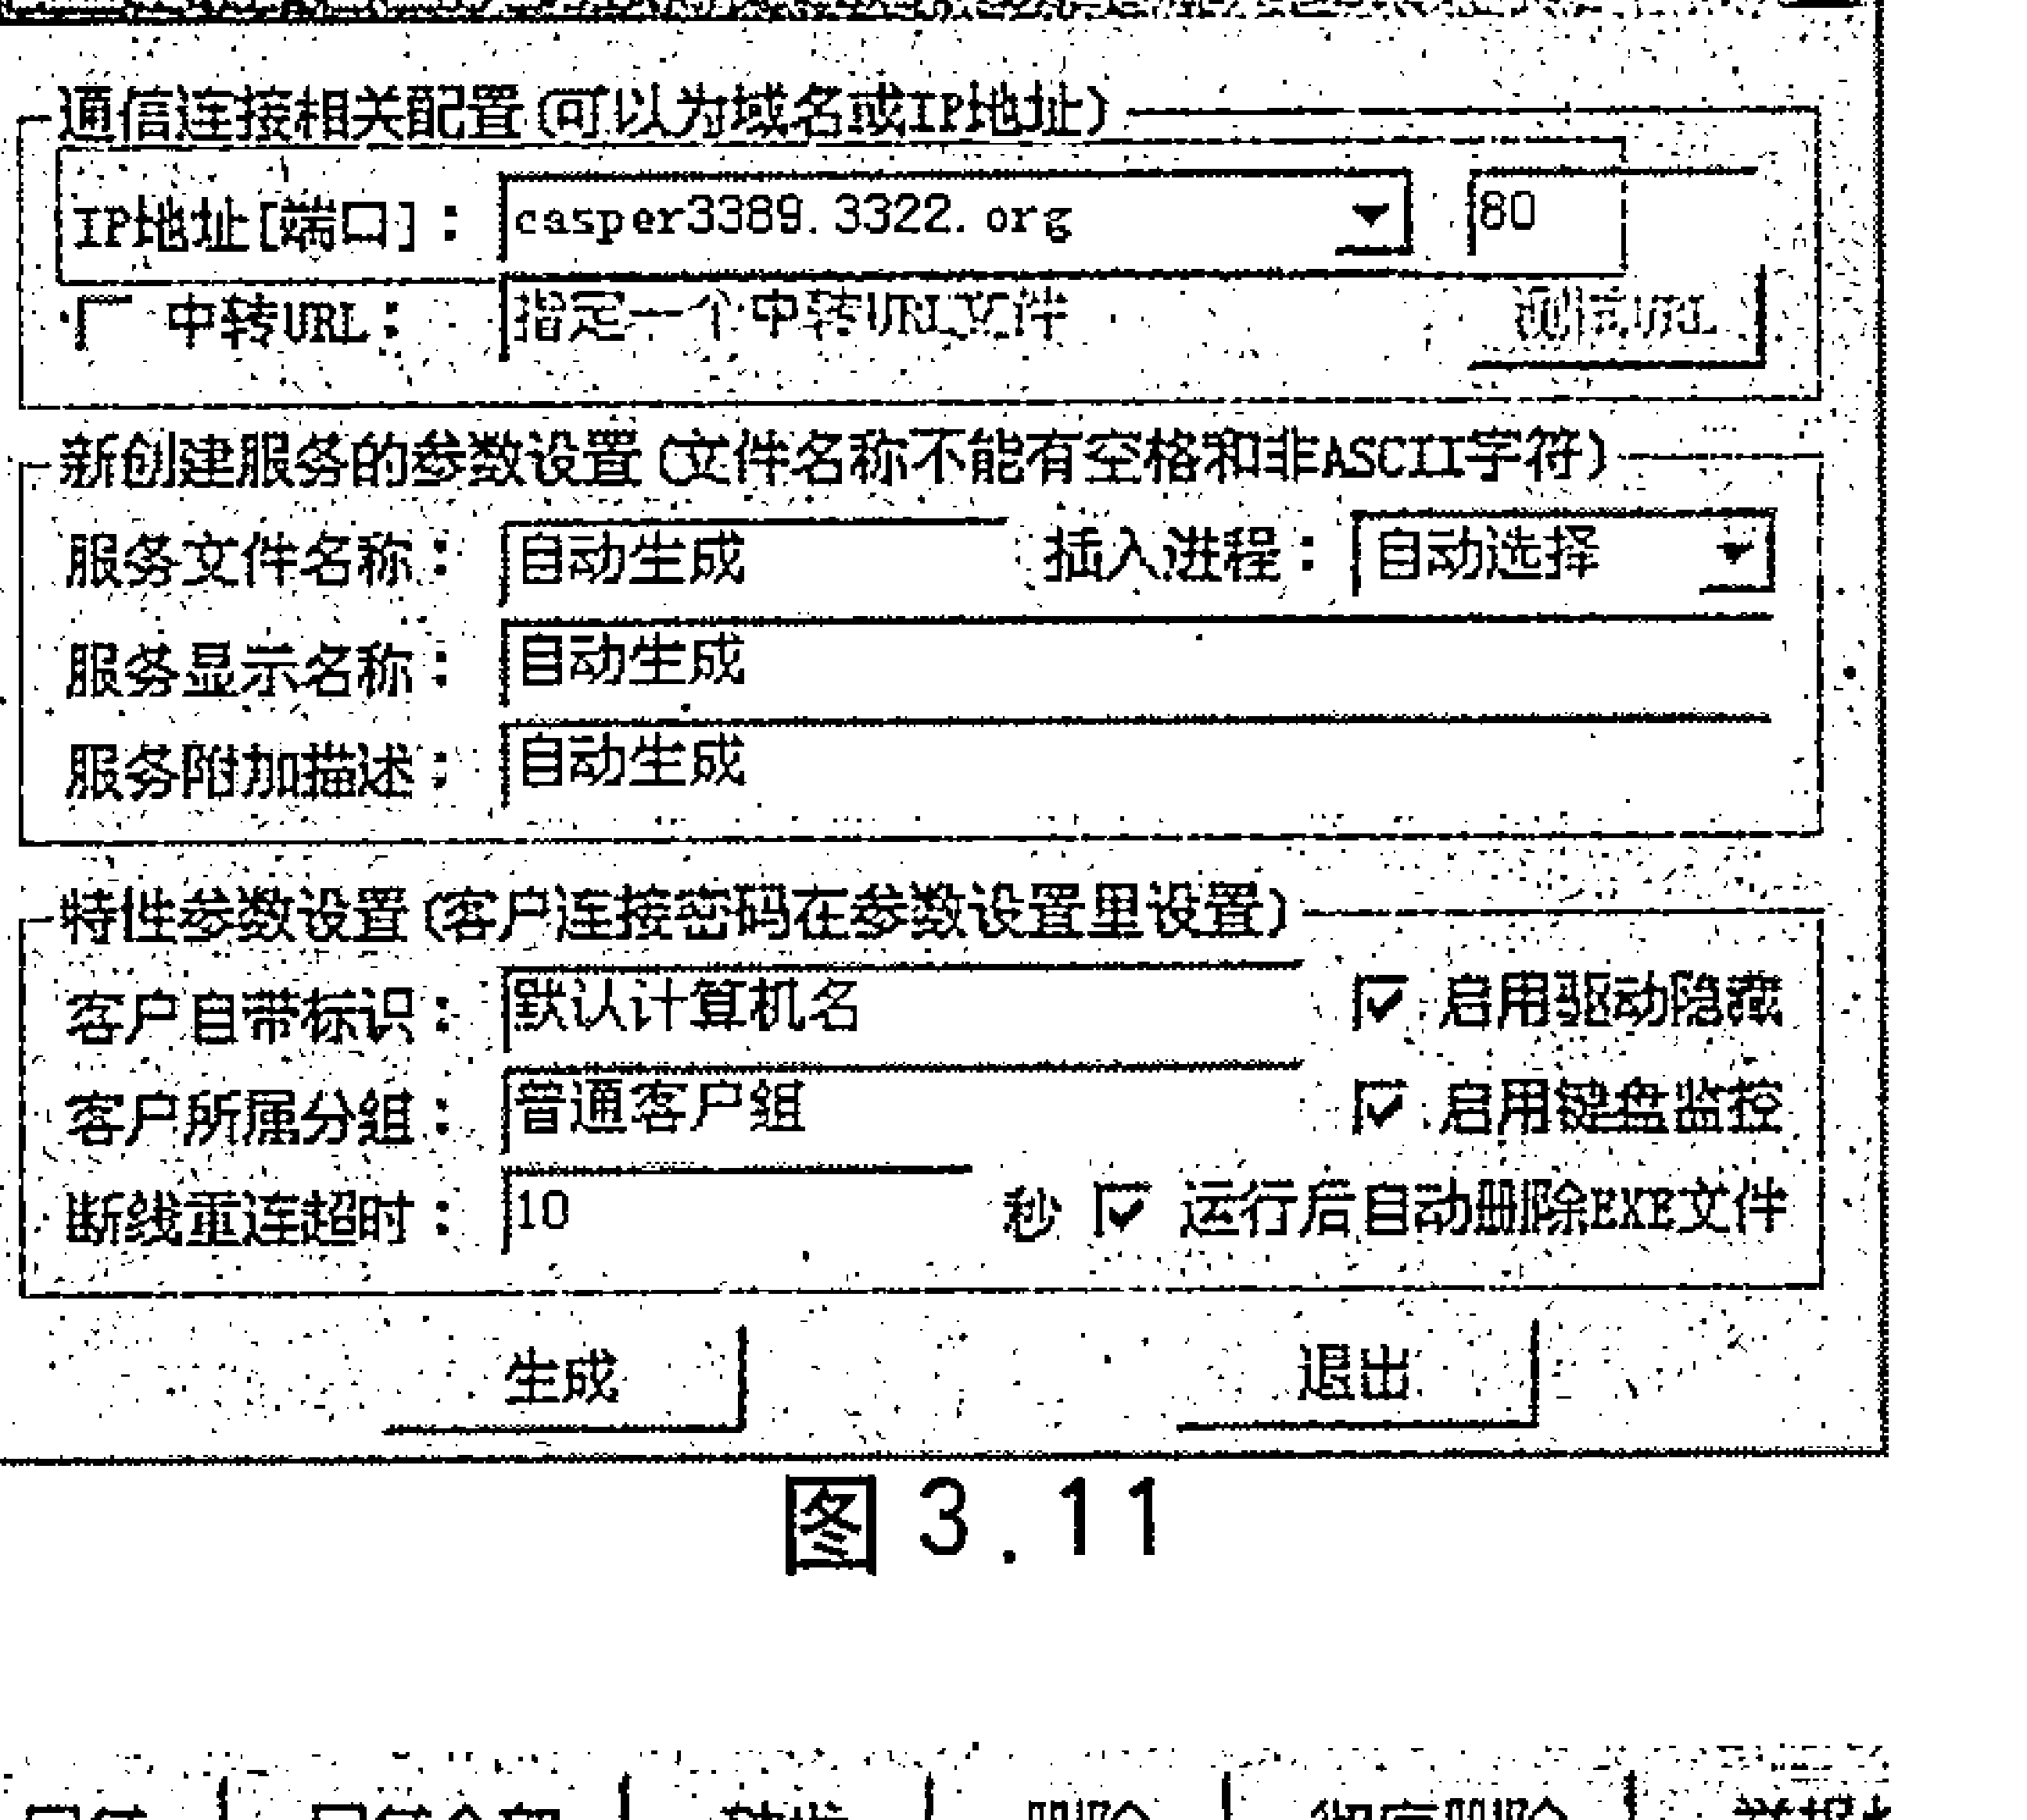 通信连接相关配置(可以为域名或IP地址)
IP地址[端口]： casper3389.3322.org 80
中转URL： 指定一个中转URL文件 测试URL
新创建服务的参数设置(文件名称不能有空格和非ASCII字符)
服务文件名称： 自动生成 插入进程： 自动选择
服务显示名称： 自动生成
服务附加描述： 自动生成
特性参数设置(客户连接密码在参数设置里设置)
客户自带标识： 默认计算机名 启用驱动隐藏
客户所属分组： 普通客户组 启用键盘监控
断线重连超时： 10 秒 运行后自动删除EXE文件
生成 退出
图 3.11